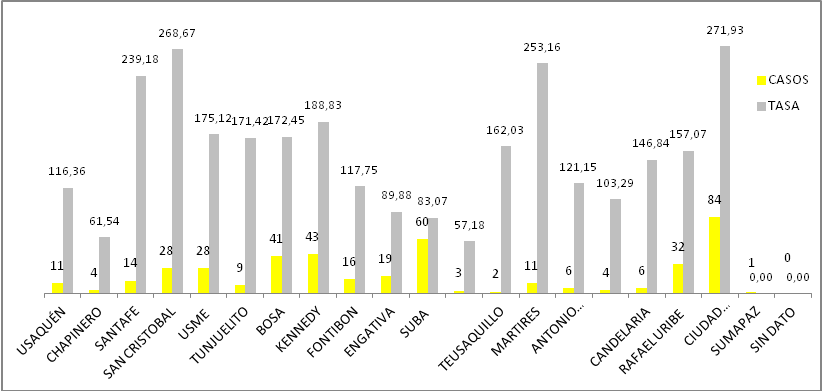 268,67
271,93
253,16
239,18
188,83
175,12
171,42
172,45
162,03
157,07
146,84
116,36
117,75
121,15
103,29
89,88
83,07
61,54
57,18
CASOS
TASA
11
4
14
28
28
9
41
43
16
19
60
3
2
11
6
4
6
32
84
1
0,00
0
0,00
USAQUÉN
CHAPINERO
SANTAFE
SAN CRISTOBAL
USME
TUNJUELITO
BOSA
KENNEDY
FONTIBON
ENGATIVA
SUBA
TEUSAQUILLO
MARTIRES
ANTONIO...
CANDELARIA
RAFAEL URIBE
CIUDAD...
SUMAPAZ
SIN DATO